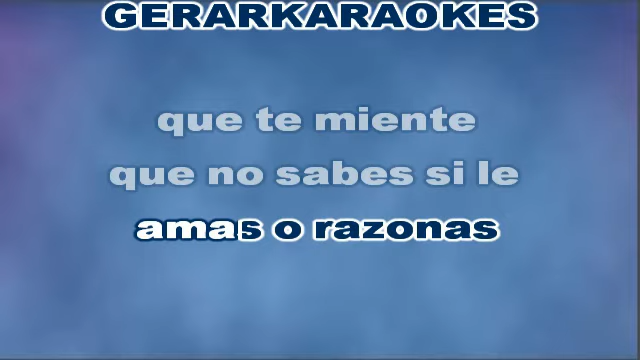 GERARKARAOKES
que te miente
que no sabes si le
amas o razonas